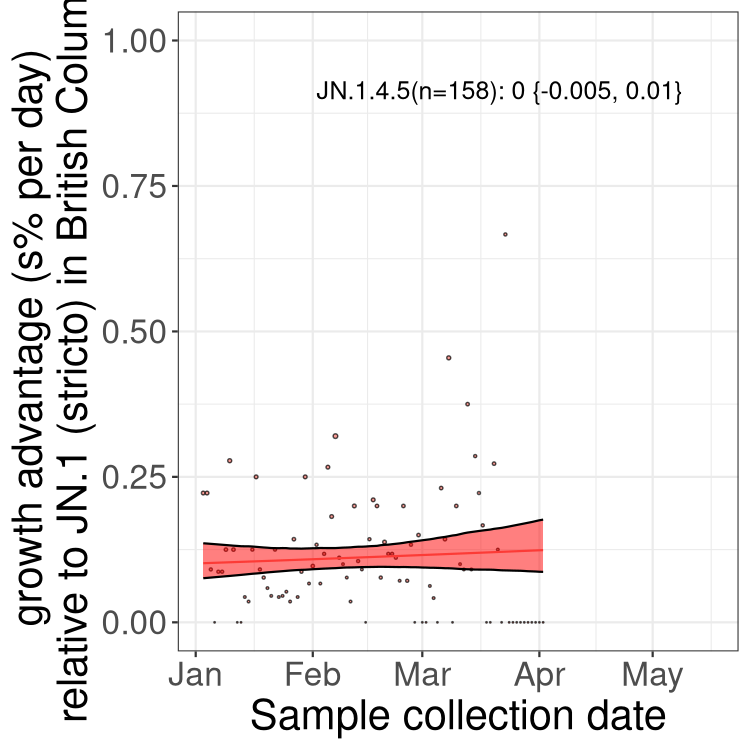 growth advantage (s% per day)
relative to JN.1 (stricto) in British Colum
1.00
0.75
0.50
0.25
0.00
JN.1.4.5(n=158): 0 {-0.005, 0.01}
Jan Feb Mar Apr May
Sample collection date